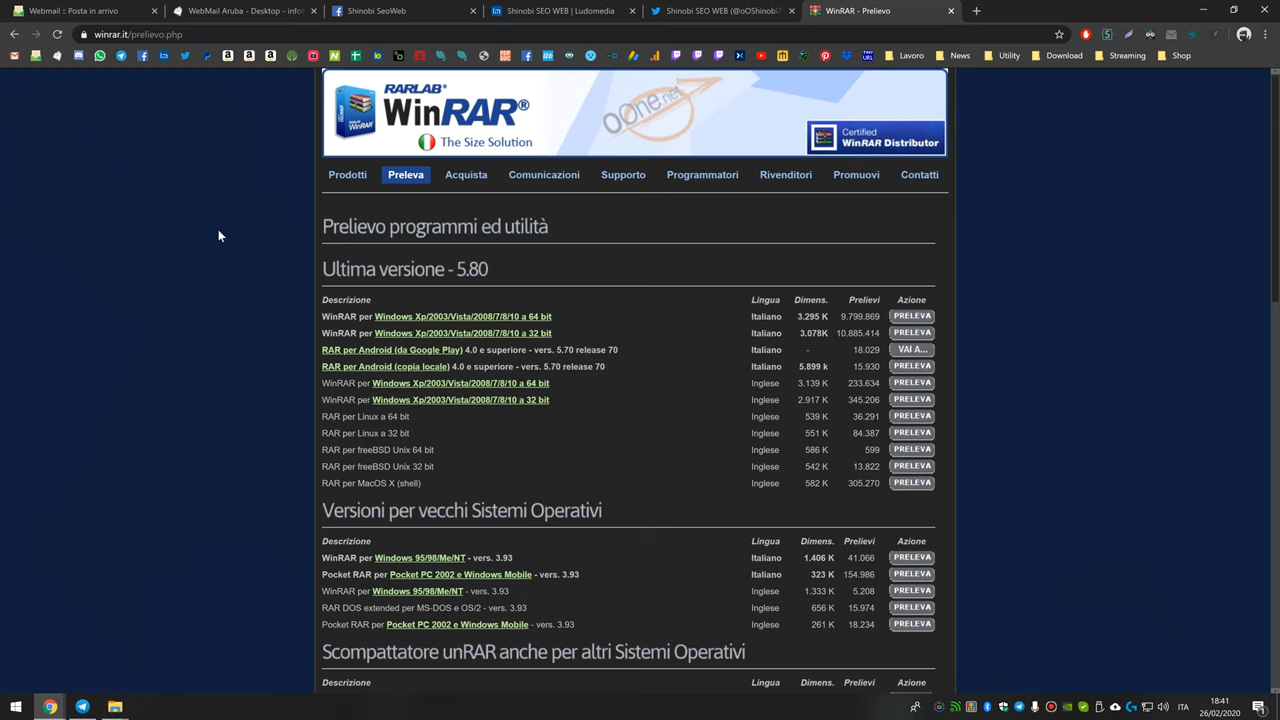 Webmail :: Posta in arrivo
WebMail Aruba - Desktop - info@
Shinobi SeoWeb
Shinobi SEO WEB | Ludomedia
Shinobi SEO WEB (@oOShinobi
WinRAR - Prelievo
winrar.it/prelievo.php
Lavoro
News
Utility
Download
Streaming
Shop
RARLAB®
WinRAR®
The Size Solution
oOne.net
Certified
WinRAR Distributor
Prodotti Preleva Acquista Comunicazioni Supporto Programmatori Rivenditori Promuovi Contatti
Prelievo programmi ed utilità
Ultima versione - 5.80
Descrizione Lingua Dimens. Prelievi Azione
WinRAR per Windows Xp/2003/Vista/2008/7/8/10 a 64 bit Italiano 3.295 K 9.799.869 PRELEVA
WinRAR per Windows Xp/2003/Vista/2008/7/8/10 a 32 bit Italiano 3.078K 10.885.414 PRELEVA
RAR per Android (da Google Play) 4.0 e superiore - vers. 5.70 release 70 Italiano - 18.029 VAI A...
RAR per Android (copia locale) 4.0 e superiore - vers. 5.70 release 70 Italiano 5.899 k 15.930 PRELEVA
WinRAR per Windows Xp/2003/Vista/2008/7/8/10 a 64 bit Inglese 3.139 K 233.634 PRELEVA
WinRAR per Windows Xp/2003/Vista/2008/7/8/10 a 32 bit Inglese 2.917 K 345.206 PRELEVA
RAR per Linux a 64 bit Inglese 539 K 36.291 PRELEVA
RAR per Linux a 32 bit Inglese 551 K 84.387 PRELEVA
RAR per freeBSD Unix 64 bit Inglese 586 K 599 PRELEVA
RAR per freeBSD Unix 32 bit Inglese 542 K 13.822 PRELEVA
RAR per MacOS X (shell) Inglese 582 K 305.270 PRELEVA
Versioni per vecchi Sistemi Operativi
Descrizione Lingua Dimens. Prelievi Azione
WinRAR per Windows 95/98/Me/NT - vers. 3.93 Italiano 1.406 K 41.066 PRELEVA
Pocket RAR per Pocket PC 2002 e Windows Mobile - vers. 3.93 Italiano 323 K 154.986 PRELEVA
WinRAR per Windows 95/98/Me/NT - vers. 3.93 Inglese 1.333 K 5.208 PRELEVA
RAR DOS extended per MS-DOS e OS/2 - vers. 3.93 Inglese 656 K 15.974 PRELEVA
Pocket RAR per Pocket PC 2002 e Windows Mobile - vers. 3.93 Inglese 261 K 18.234 PRELEVA
Scompattatore unRAR anche per altri Sistemi Operativi
Descrizione Lingua Dimens. Prelievi Azione
ITA
18:41
26/02/2020